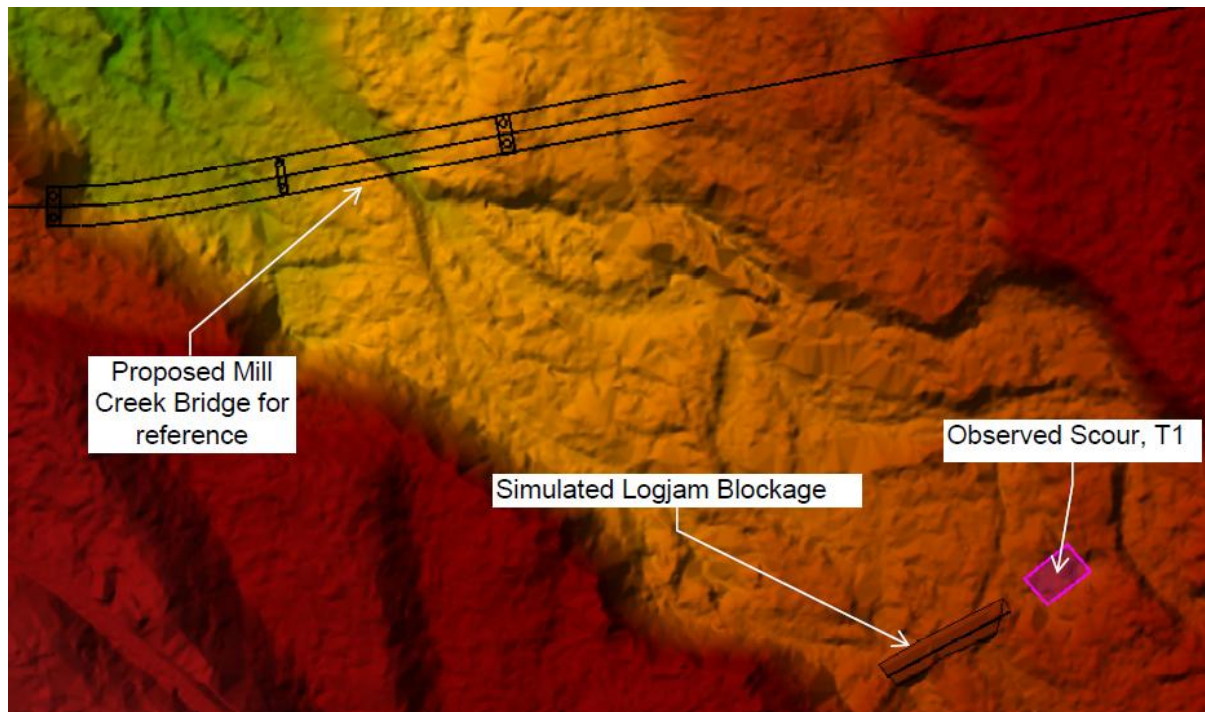 Proposed Mill
Creek Bridge for
reference
Observed Scour, T1
Simulated Logjam Blockage